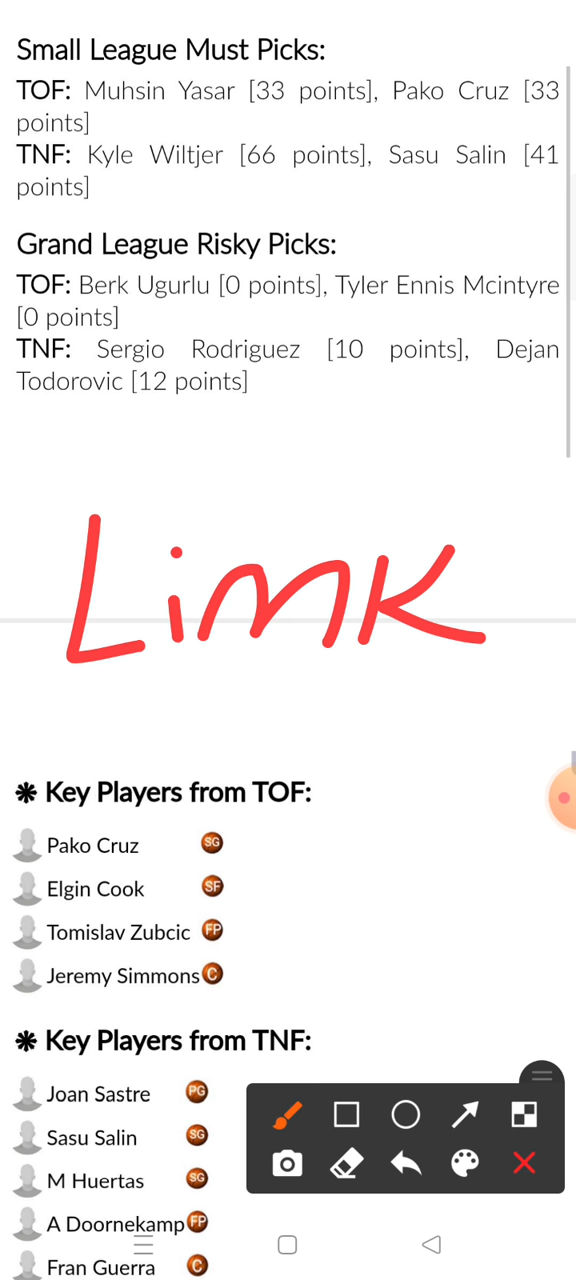 Small League Must Picks:
TOF: Muhsin Yasar [33 points], Pako Cruz [33
points]
TNF: Kyle Wiltjer [66 points], Sasu Salin [41
points]
Grand League Risky Picks:
TOF: Berk Ugurlu [0 points], Tyler Ennis Mcintyre
[0 points]
TNF: Sergio Rodriguez [10 points], Dejan
Todorovic [12 points]
LiMK
✱ Key Players from TOF:
Pako Cruz SG
Elgin Cook SF
Tomislav Zubcic FP
Jeremy Simmons C
✱ Key Players from TNF:
Joan Sastre PG
Sasu Salin SG
M Huertas SG
A Doornekamp FP
Fran Guerra C